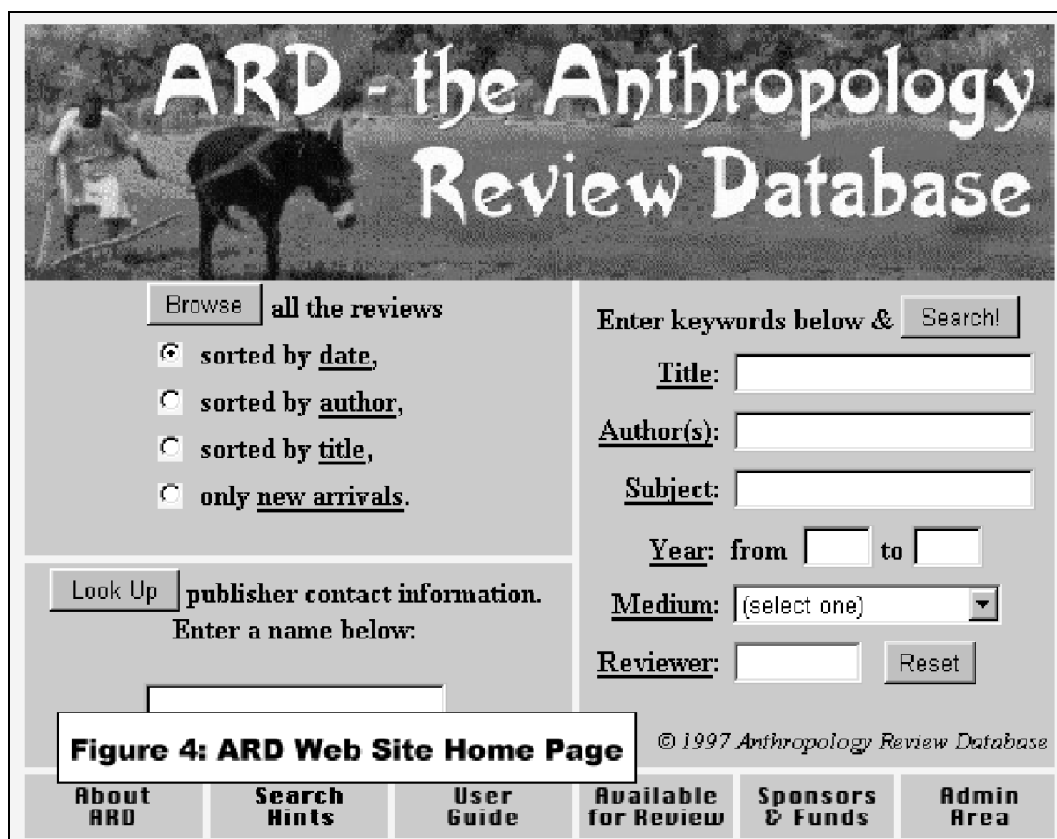 ARD - the Anthropology
Review Database
Browse all the reviews
sorted by date,
sorted by author,
sorted by title,
only new arrivals.
Look Up publisher contact information.
Enter a name below:
Enter keywords below & Search!
Title:
Author(s):
Subject:
Year: from to
Medium: (select one)
Reviewer: Reset
© 1997 Anthropology Review Database
Figure 4: ARD Web Site Home Page
About
ARD
Search
Hints
User
Guide
Available
for Review
Sponsors
& Funds
Admin
Area